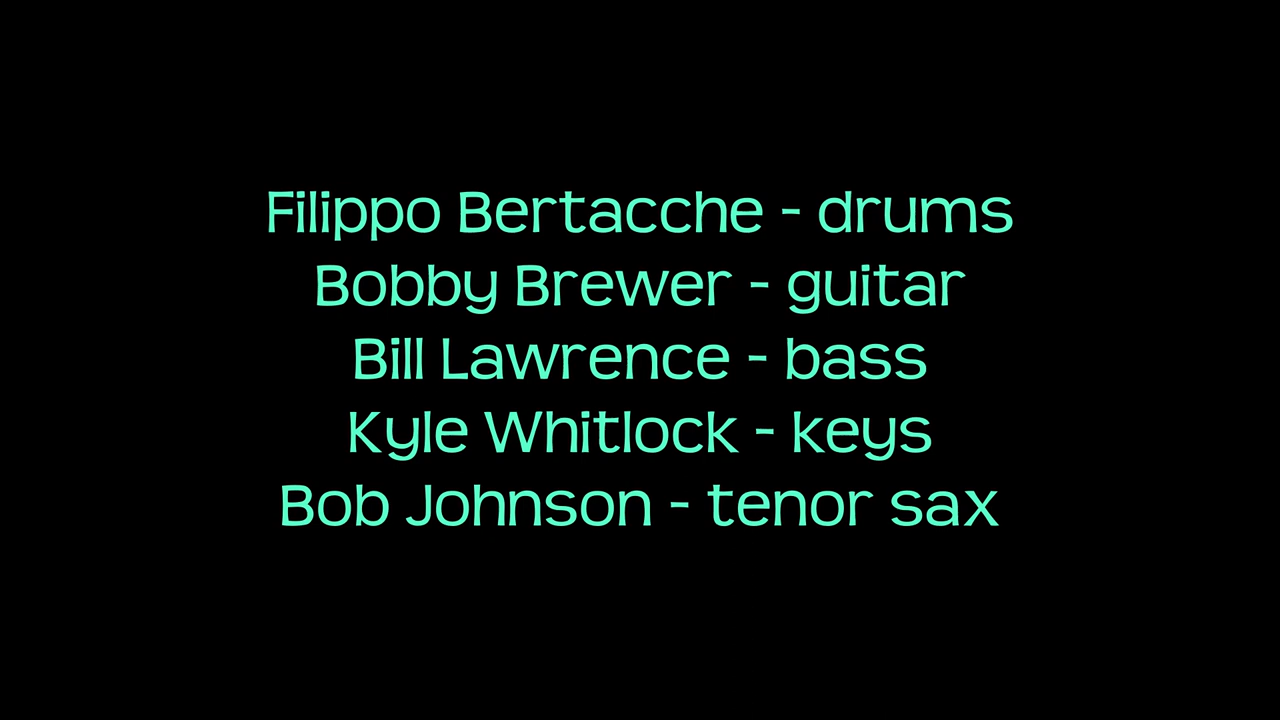 Filippo Bertacche - drums
Bobby Brewer - guitar
Bill Lawrence - bass
Kyle Whitlock - keys
Bob Johnson - tenor sax